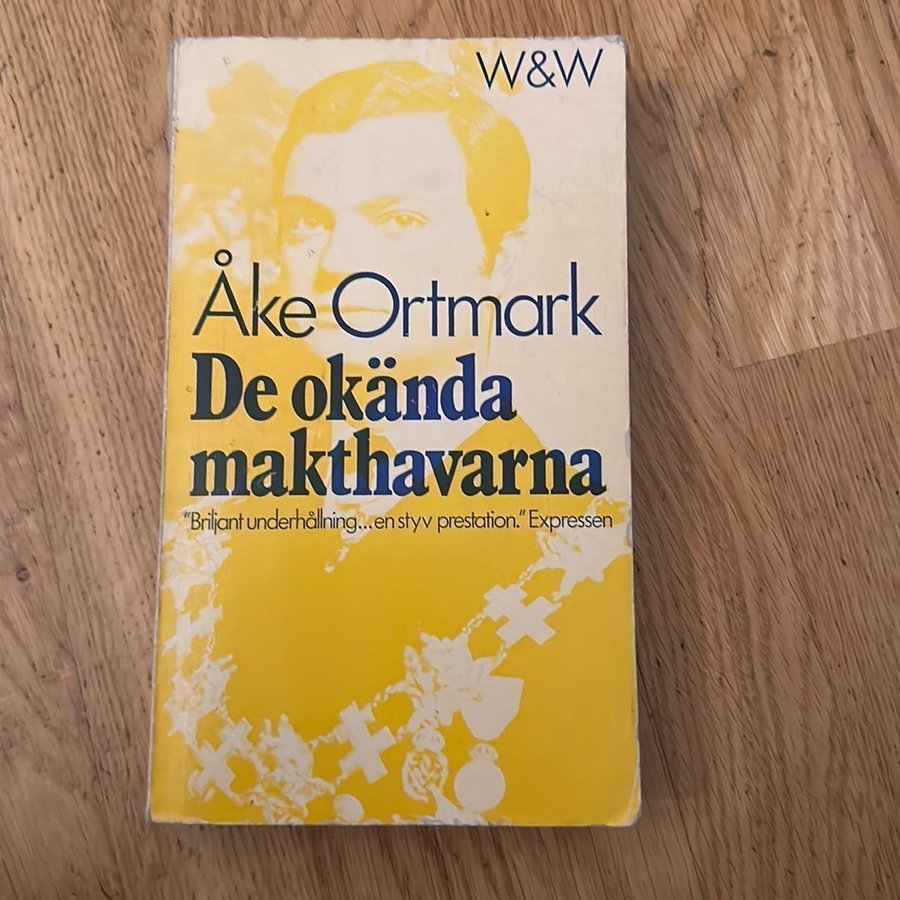 W&W
Åke Ortmark
De okända
makthavarna
"Briljant underhållning...en styv prestation." Expressen